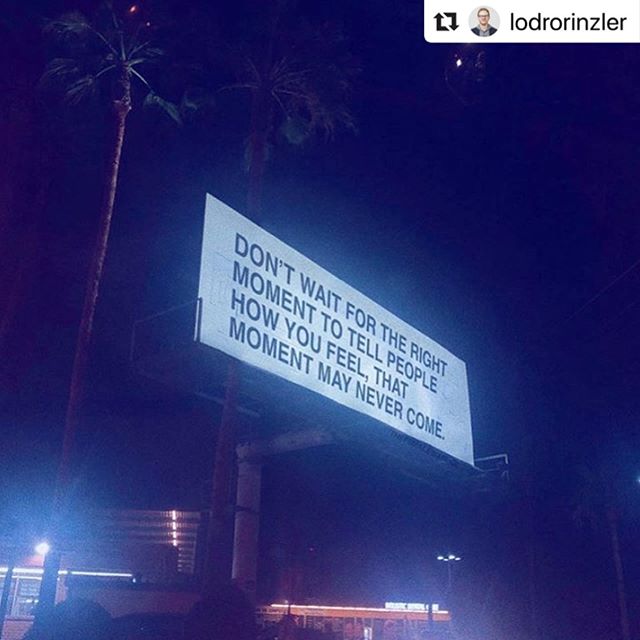 lodrorinzler
DON'T WAIT FOR THE RIGHT
MOMENT TO TELL PEOPLE
HOW YOU FEEL, THAT
MOMENT MAY NEVER COME.